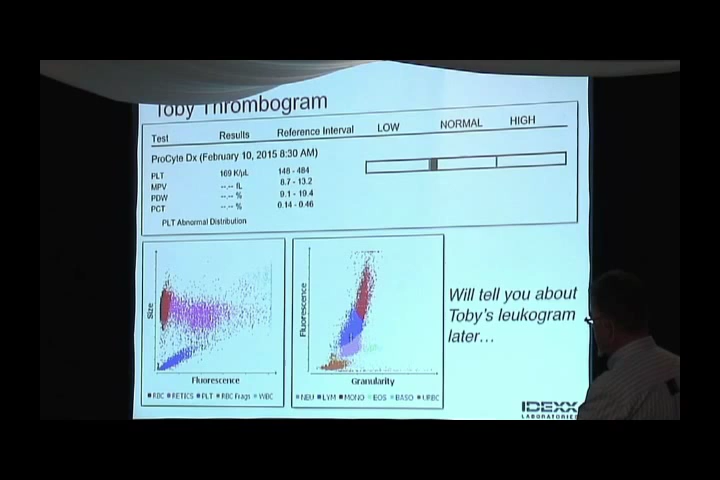 Toby Thrombogram
Test Results Reference Interval LOW NORMAL HIGH
ProCyte Dx (February 10, 2015 8:30 AM)
PLT 169 K/µL 148 - 484
MPV --.-- fL 8.7 - 13.2
PDW --.-- % 9.1 - 19.4
PCT --.-- % 0.14 - 0.46
PLT Abnormal Distribution
Size
Fluorescence
RBC RETICS PLT RBC Frags WBC
Fluorescence
Granularity
NEU LYM MONO EOS BASO URBC
Will tell you about
Toby's leukogram
later…
IDEXX
LABORATORIES